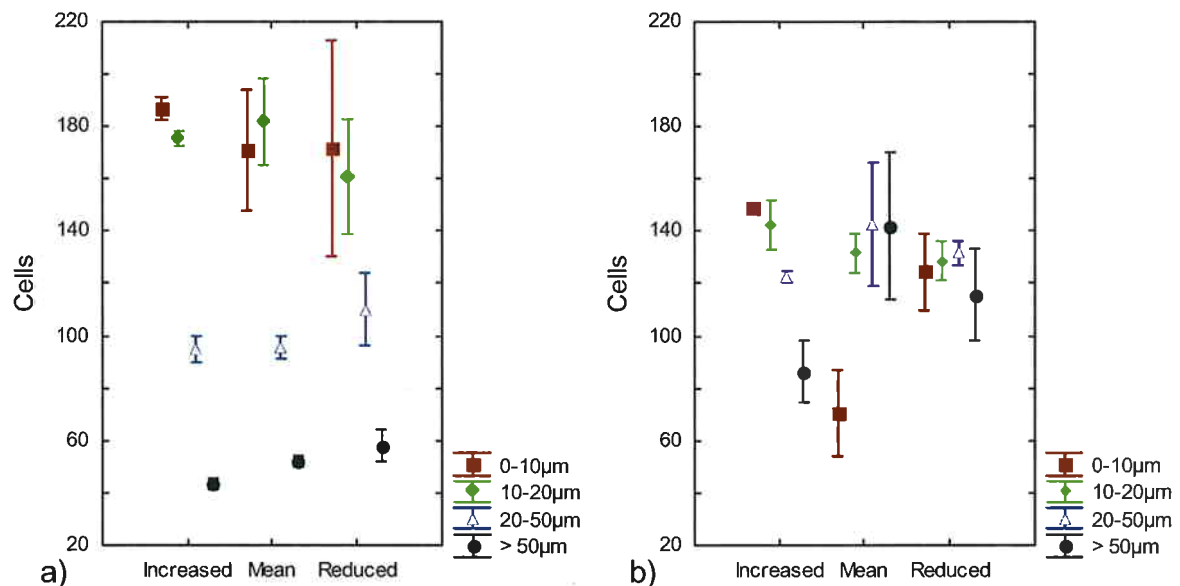 220
180
140
100
60
20
Cells
Increased Mean Reduced
a)
0-10µm
10-20µm
20-50µm
> 50µm
220
180
140
100
60
20
Cells
Increased Mean Reduced
b)
0-10µm
10-20µm
20-50µm
> 50µm